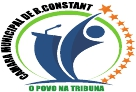 CAMARA MUNICIPAL DE B.CONSTANT
O POVO NA TRIBUNA